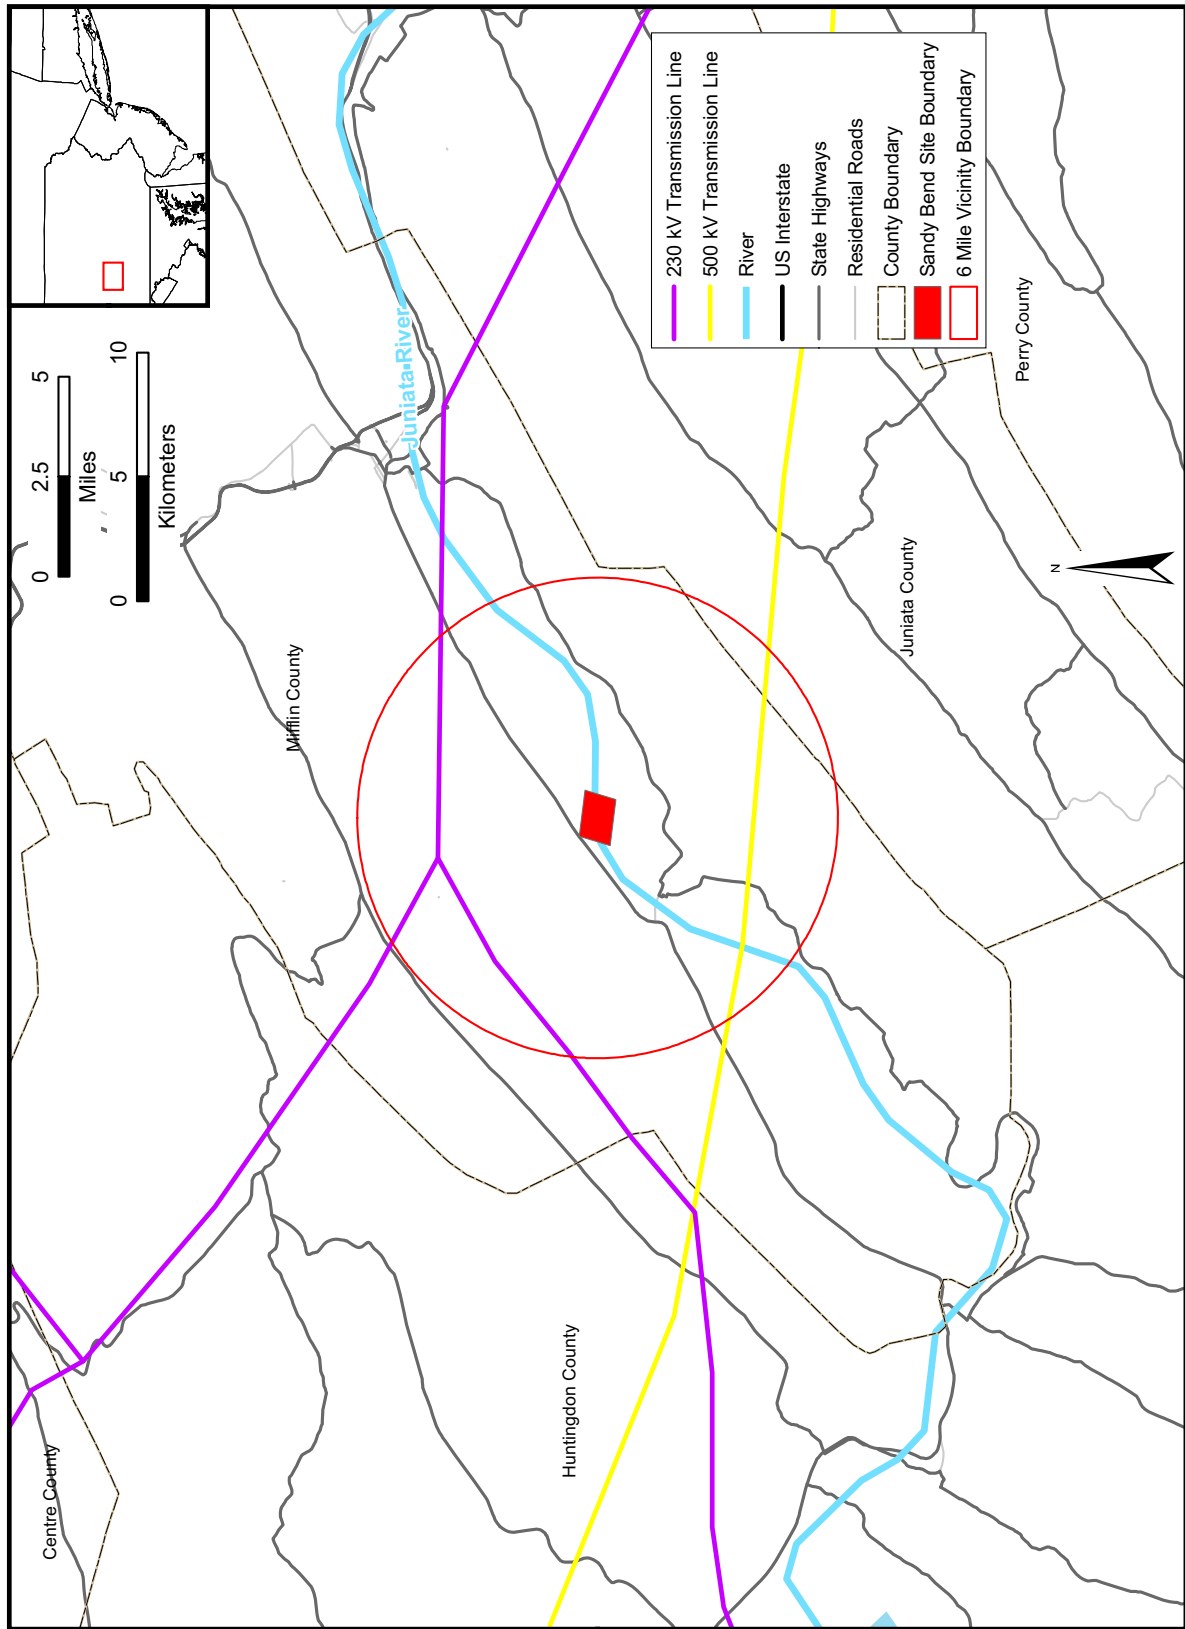 0 2.5 5
Miles
0 5 10
Kilometers
Centre County
Mifflin County
Huntingdon County
Juniata River
Juniata County
Perry County
N
230 kV Transmission Line
500 kV Transmission Line
River
US Interstate
State Highways
Residential Roads
County Boundary
Sandy Bend Site Boundary
6 Mile Vicinity Boundary